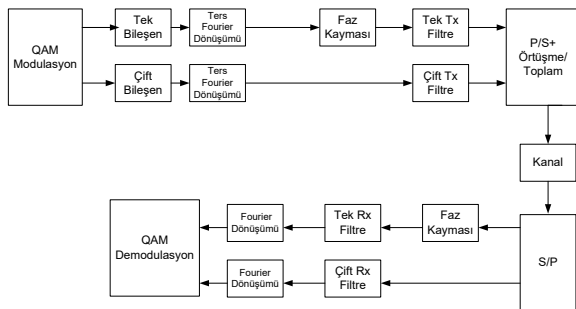 QAM
Modulasyon
Tek
Bileşen
Ters
Fourier
Dönüşümü
Faz
Kayması
Tek Tx
Filtre
P/S+
Örtüşme/
Toplam
Çift
Bileşen
Ters
Fourier
Dönüşümü
Çift Tx
Filtre
Kanal
QAM
Demodulasyon
Fourier
Dönüşümü
Tek Rx
Filtre
Faz
Kayması
S/P
Fourier
Dönüşümü
Çift Rx
Filtre